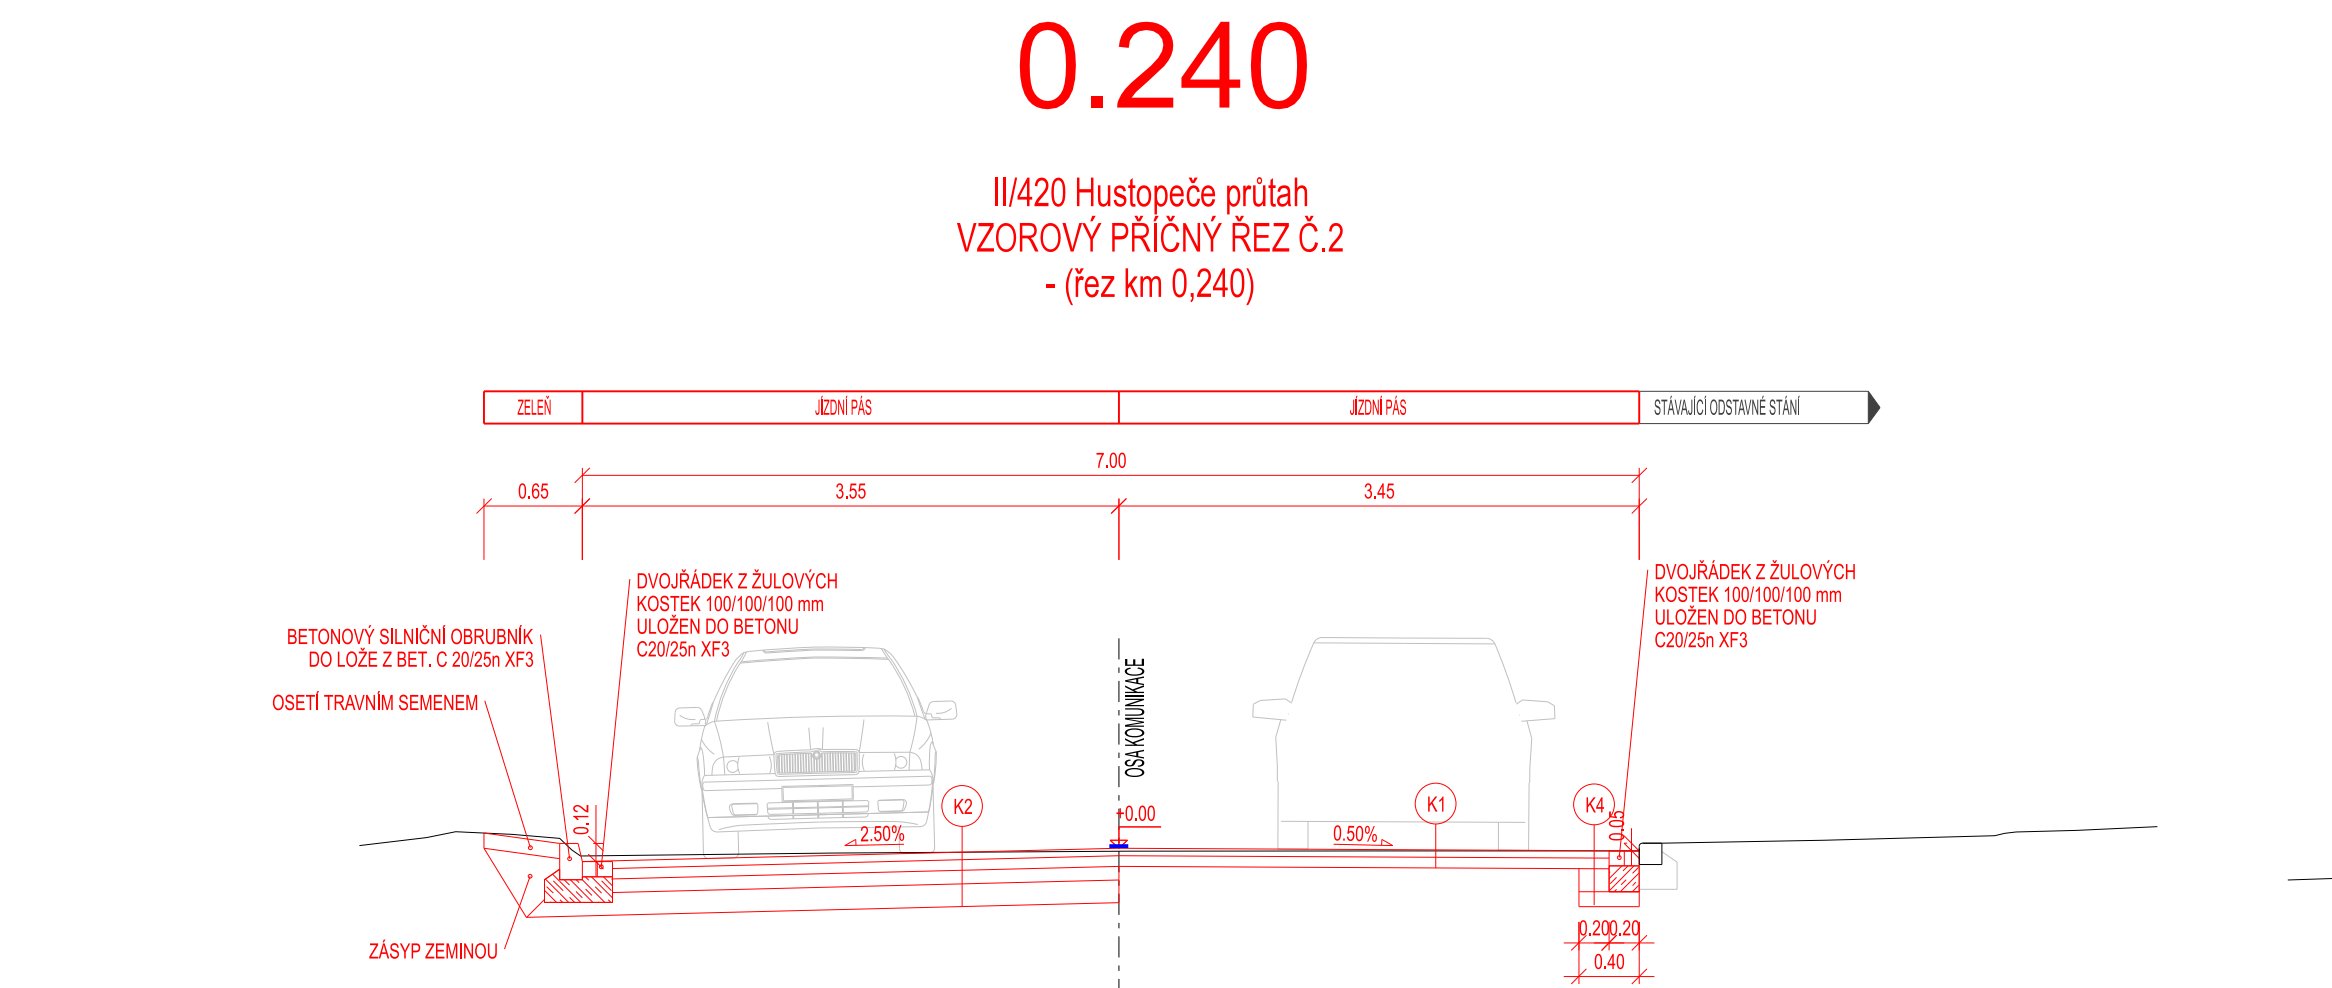 0.240
II/420 Hustopeče průtah
VZOROVÝ PŘÍČNÝ ŘEZ Č.2
- (řez km 0,240)
ZELEŇ
JÍZDNÍ PÁS
JÍZDNÍ PÁS
STÁVAJÍCÍ ODSTAVNÉ STÁNÍ
7.00
0.65
3.55
3.45
DVOJŘÁDEK Z ŽULOVÝCH
KOSTEK 100/100/100 mm
ULOŽEN DO BETONU
C20/25n XF3
DVOJŘÁDEK Z ŽULOVÝCH
KOSTEK 100/100/100 mm
ULOŽEN DO BETONU
C20/25n XF3
BETONOVÝ SILNIČNÍ OBRUBNÍK
DO LOŽE Z BET. C 20/25n XF3
OSETÍ TRAVNÍM SEMENEM
OSA KOMUNIKACE
0.12
2.50%
K2
+0.00
0.50%
K1
K4
0.05
ZÁSYP ZEMINOU
0.20
0.20
0.40